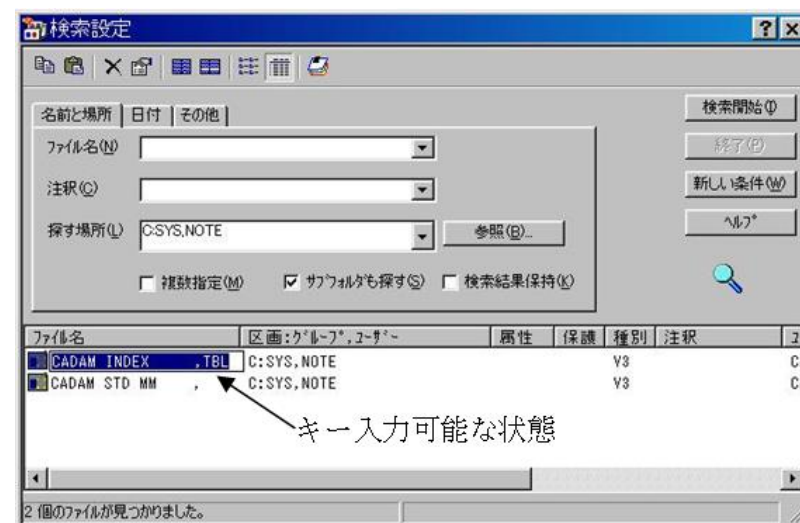 検索設定
名前と場所 日付 その他
ファイル名(N)
注釈(C)
探す場所(L) C:SYS,NOTE 参照(B)...
複数指定(M) サブフォルダも探す(S) 検索結果保持(K)
検索開始(I)
終了(P)
新しい条件(W)
ヘルプ
ファイル名 区画:グループ,ユーザー 属性 保護 種別 注釈
CADAM INDEX ,TBL C:SYS,NOTE V3 C
CADAM STD MM , C:SYS,NOTE V3 C
キー入力可能な状態
2 個のファイルが見つかりました。